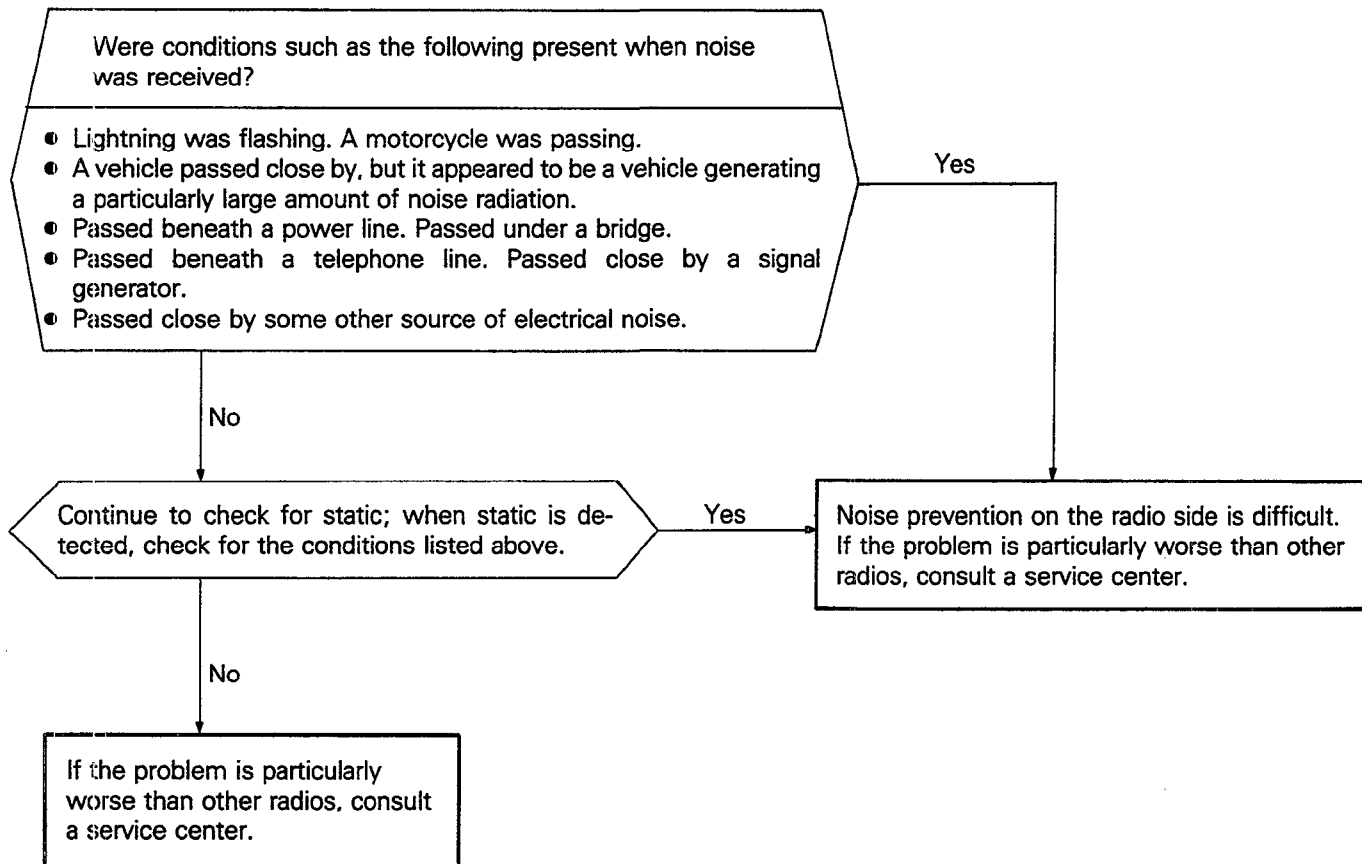 Were conditions such as the following present when noise
was received?
● Lightning was flashing. A motorcycle was passing.
● A vehicle passed close by, but it appeared to be a vehicle generating
a particularly large amount of noise radiation.
● Passed beneath a power line. Passed under a bridge.
● Passed beneath a telephone line. Passed close by a signal
generator.
● Passed close by some other source of electrical noise.
Yes
No
Continue to check for static; when static is de-
tected, check for the conditions listed above.
Yes
Noise prevention on the radio side is difficult.
If the problem is particularly worse than other
radios, consult a service center.
No
If the problem is particularly
worse than other radios, consult
a service center.